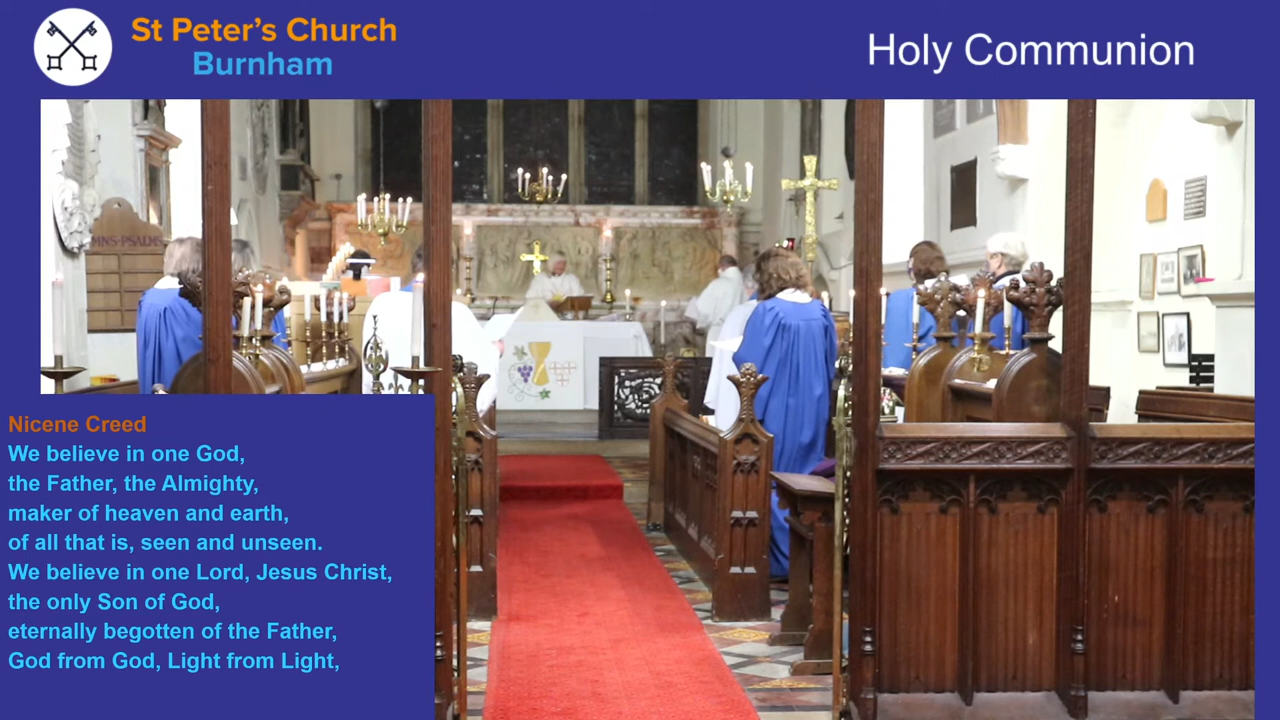 St Peter's Church
Burnham
Holy Communion
MNS-PSALMS
Nicene Creed
We believe in one God,
the Father, the Almighty,
maker of heaven and earth,
of all that is, seen and unseen.
We believe in one Lord, Jesus Christ,
the only Son of God,
eternally begotten of the Father,
God from God, Light from Light,